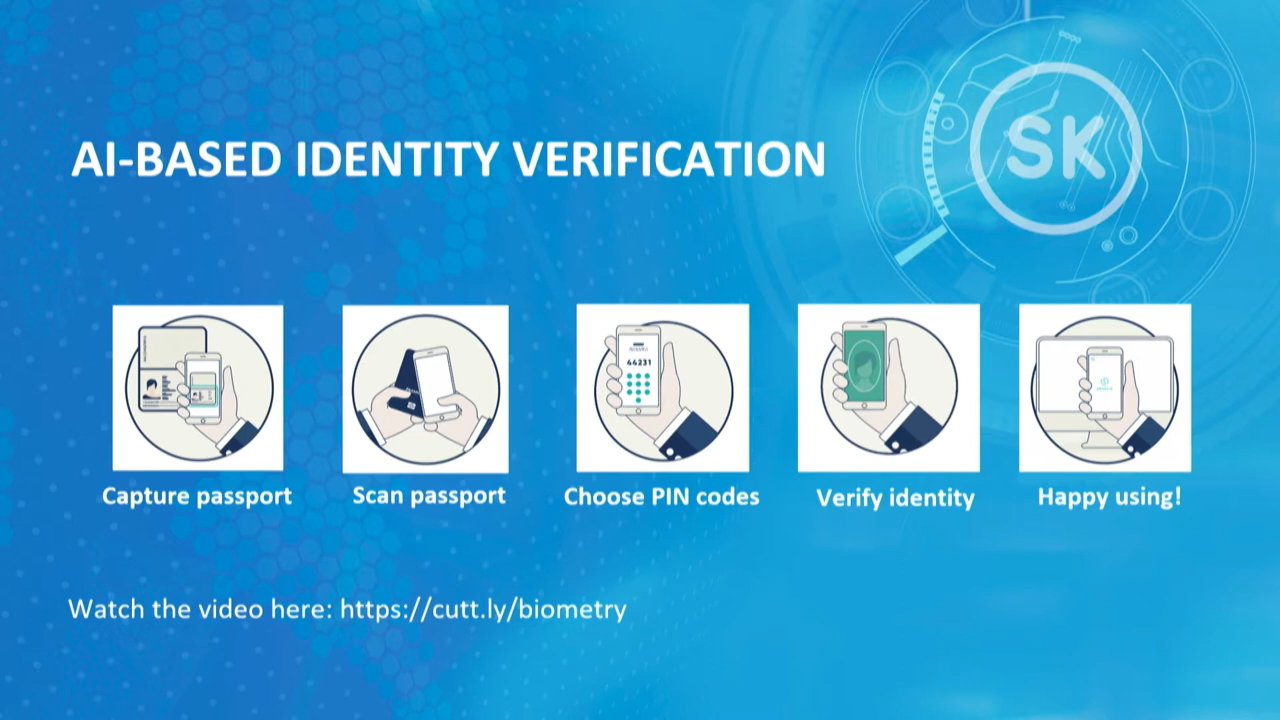 SK
AI-BASED IDENTITY VERIFICATION
44231
Capture passport
Scan passport
Choose PIN codes
Verify identity
Happy using!
Watch the video here: https://cutt.ly/biometry